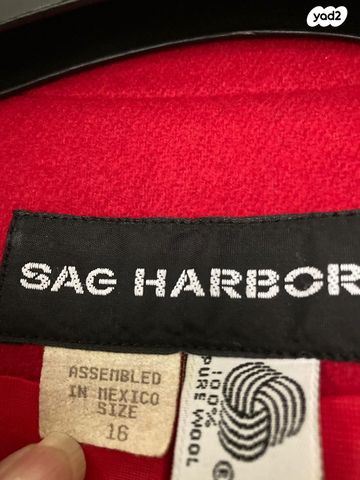 yad2
SAG HARBOR
ASSEMBLED
IN MEXICO
SIZE
16
100%
PURE WOOL
®